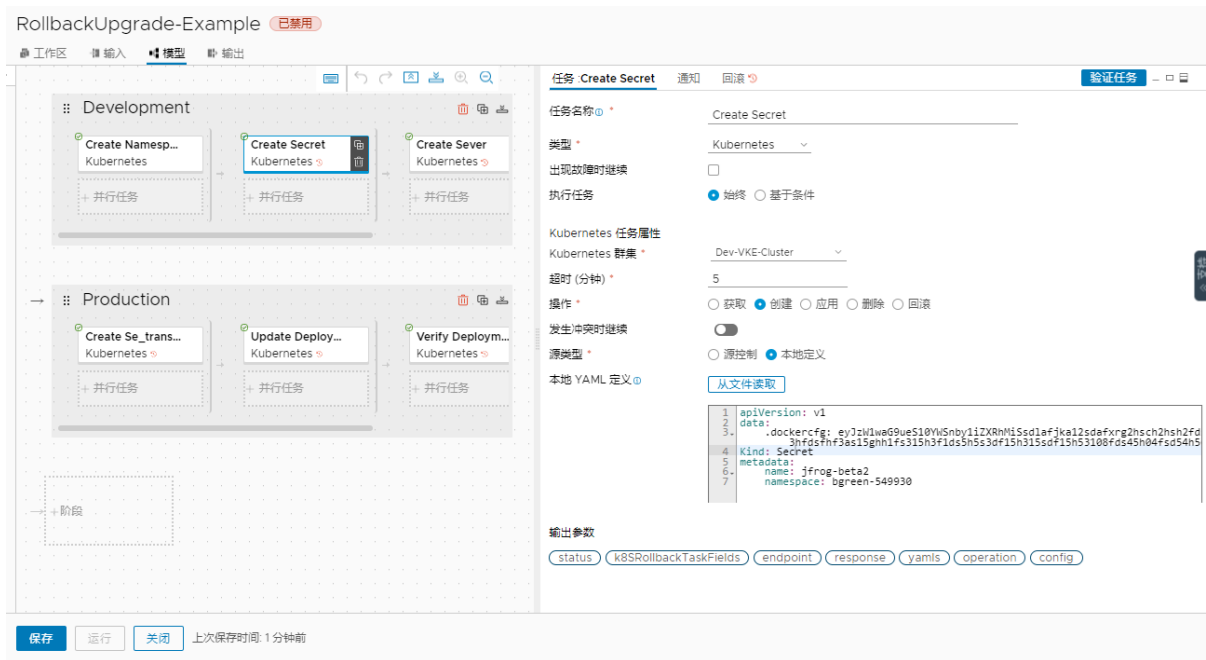 RollbackUpgrade-Example 已禁用
工作区 输入 模型 输出
Development
Create Namesp...
Kubernetes
+ 并行任务
Create Secret
Kubernetes
+ 并行任务
Create Sever
Kubernetes
+ 并行任务
Production
Create Se_trans...
Kubernetes
+ 并行任务
Update Deploy...
Kubernetes
+ 并行任务
Verify Deploym...
Kubernetes
+ 并行任务
+阶段
任务 :Create Secret 通知 回滚 验证任务
任务名称 * Create Secret
类型 * Kubernetes
出现故障时继续
执行任务 始终 基于条件
Kubernetes 任务属性
Kubernetes 群集 * Dev-VKE-Cluster
超时 (分钟) * 5
操作 * 获取 创建 应用 删除 回滚
发生冲突时继续
源类型 * 源控制 本地定义
本地 YAML 定义 从文件读取
1 apiVersion: v1
2 data:
3 .dockercfg: eyJzW1waG9ueS10YWSnby1iZXRhMiSsdlafjka12sdafxrg2hsch2hsh2fd
3hfdsfhf3as15ghh1fs315h3f1ds5h5s3df15h315sdf15h53108fds45h04fsd54h5
4 Kind: Secret
5 metadata:
6 name: jfrog-beta2
7 namespace: bgreen-549930
输出参数
status k8SRollbackTaskFields endpoint response yamls operation config
保存 运行 关闭 上次保存时间: 1 分钟前